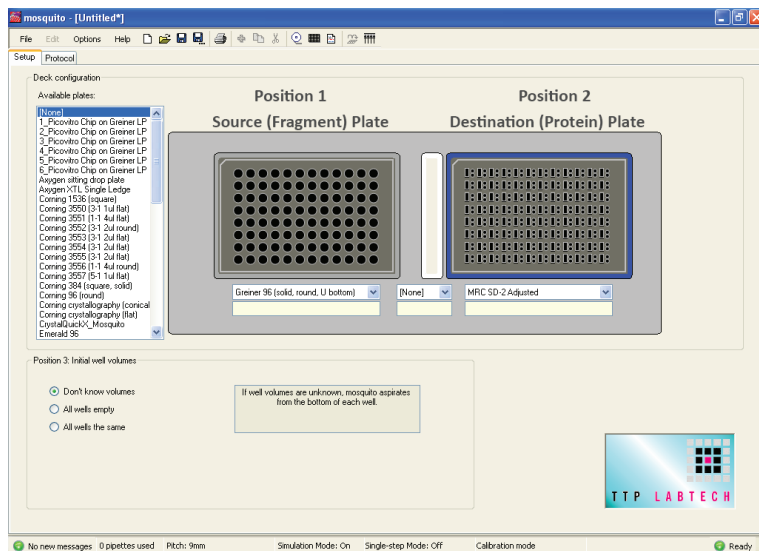 mosquito - [Untitled*]
File Edit Options Help
Setup Protocol
Deck configuration
Available plates:
Position 1
Position 2
Source (Fragment) Plate
Destination (Protein) Plate
[None]
1_Picovitro Chip on Greiner LP
2_Picovitro Chip on Greiner LP
3_Picovitro Chip on Greiner LP
4_Picovitro Chip on Greiner LP
5_Picovitro Chip on Greiner LP
6_Picovitro Chip on Greiner LP
Axygen sitting drop plate
Axygen XTL Single Ledge
Corning 1536 (square)
Corning 3550 (3-1 1ul flat)
Corning 3551 (1-1 4ul flat)
Corning 3552 (3-1 2ul round)
Corning 3553 (3-1 2ul flat)
Corning 3554 (3-1 2ul flat)
Corning 3555 (3-1 2ul flat)
Corning 3556 (1-1 4ul round)
Corning 3557 (5-1 1ul flat)
Corning 384 (square, solid)
Corning 96 (round)
Corning crystallography (conical
Corning crystallography (flat)
CrystalQuickX_Mosquito
Emerald 96
Greiner 96 (solid, round, U bottom)
[None]
MRC SD-2 Adjusted
Position 3: Initial well volumes
Don't know volumes
All wells empty
All wells the same
If well volumes are unknown, mosquito aspirates
from the bottom of each well.
TTP LABTECH
No new messages 0 pipettes used Pitch: 9mm Simulation Mode: On Single-step Mode: Off Calibration mode Ready